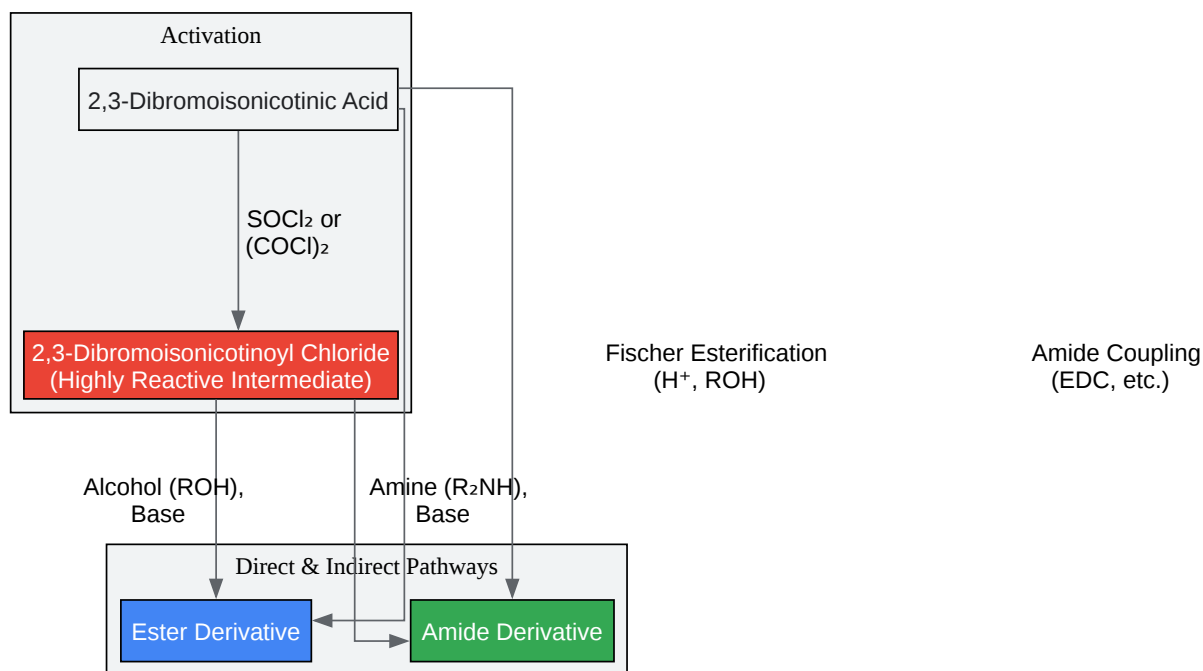 Activation
2,3-Dibromoisonicotinic Acid
SOCl₂ or
(COCl)₂
2,3-Dibromoisonicotinoyl Chloride
(Highly Reactive Intermediate)
Fischer Esterification
(H⁺, ROH)
Amide Coupling
(EDC, etc.)
Alcohol (ROH),
Base
Amine (R₂NH),
Base
Direct & Indirect Pathways
Ester Derivative
Amide Derivative